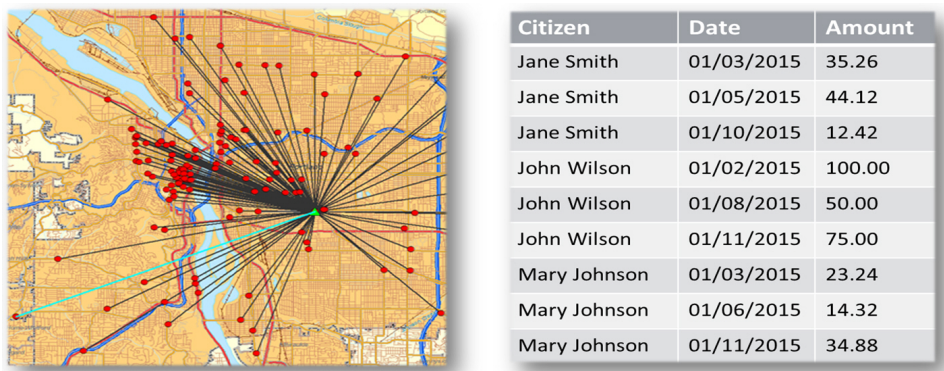 Citizen Date Amount
Jane Smith 01/03/2015 35.26
Jane Smith 01/05/2015 44.12
Jane Smith 01/10/2015 12.42
John Wilson 01/02/2015 100.00
John Wilson 01/08/2015 50.00
John Wilson 01/11/2015 75.00
Mary Johnson 01/03/2015 23.24
Mary Johnson 01/06/2015 14.32
Mary Johnson 01/11/2015 34.88